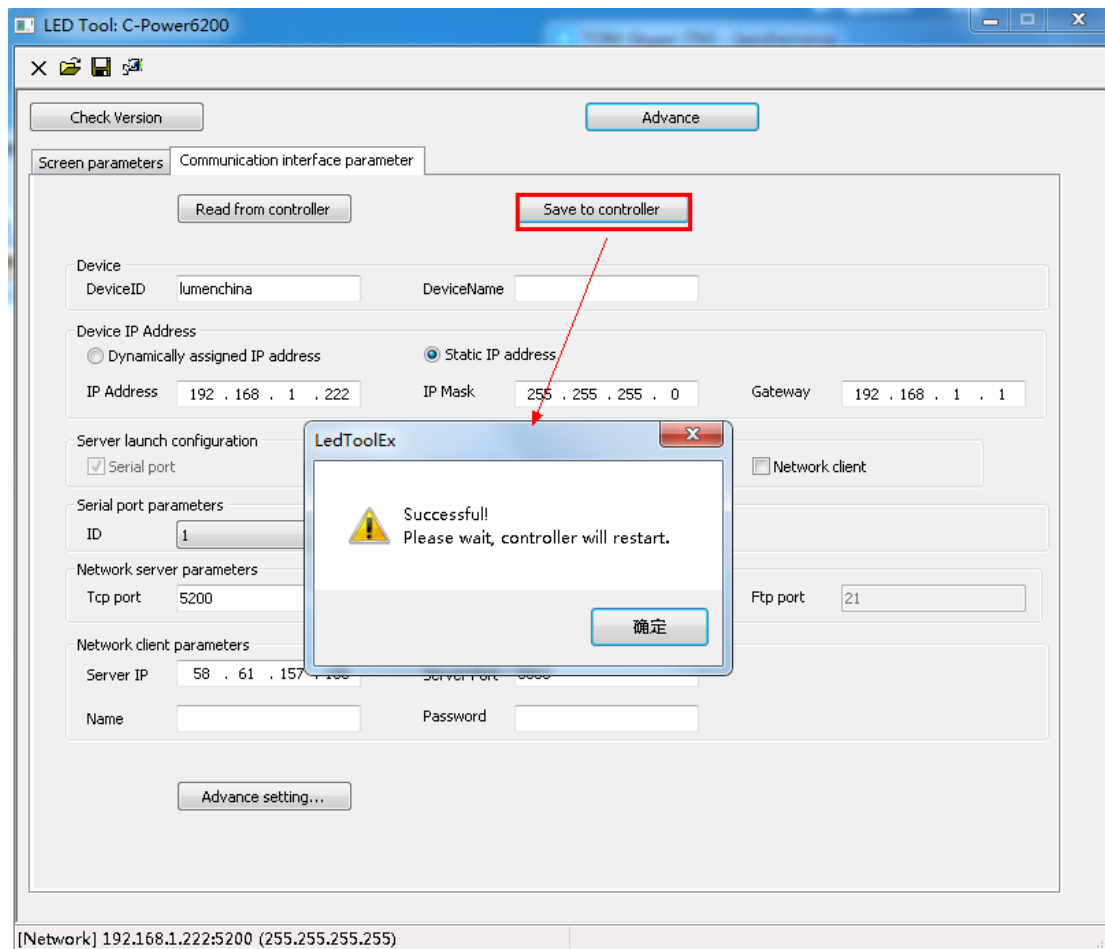 LED Tool: C-Power6200
Check Version
Advance
Screen parameters
Communication interface parameter
Read from controller
Save to controller
Device
DeviceID
lumenchina
DeviceName
Device IP Address
Dynamically assigned IP address
Static IP address
IP Address
192 . 168 . 1 . 222
IP Mask
255 . 255 . 255 . 0
Gateway
192 . 168 . 1 . 1
Server launch configuration
Serial port
Network client
LedToolEx
Successful!
Please wait, controller will restart.
确定
Serial port parameters
ID
1
Network server parameters
Tcp port
5200
Ftp port
21
Network client parameters
Server IP
58 . 61 . 157 .
Server Port
Name
Password
Advance setting...
[Network] 192.168.1.222:5200 (255.255.255.255)